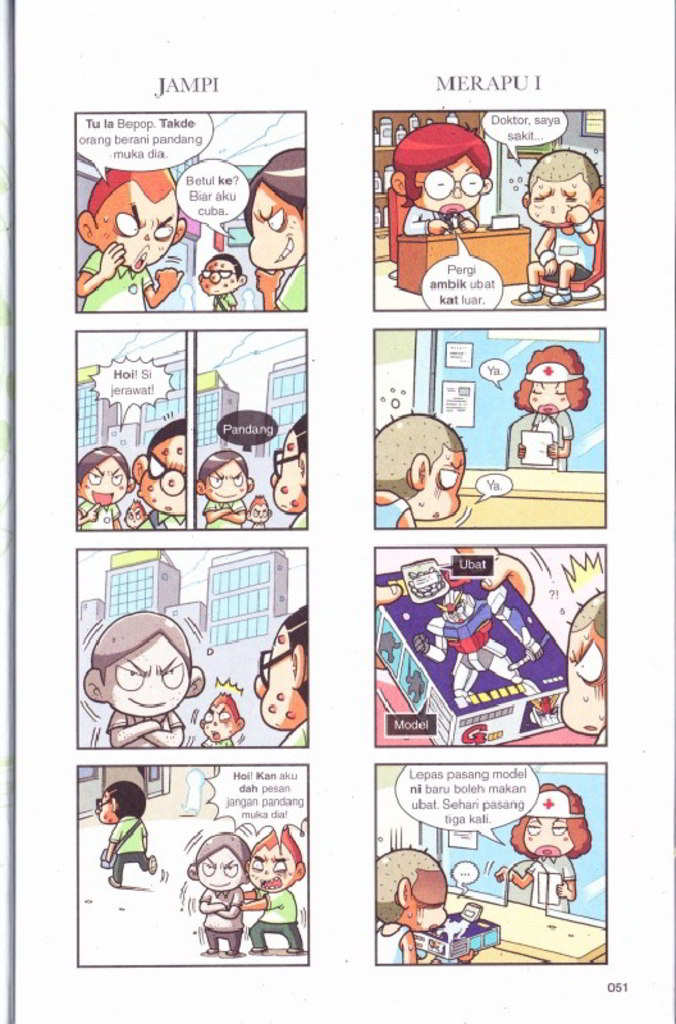 JAMPI
Tu la Bepop. Takde
orang berani pandang
muka dia.
Betul ke?
Biar aku
cuba.
Hoi! Si
jerawat!
Pandang
Hoi! Kan aku
dah pesan
jangan pandang
muka dia!
MERAPU I
Doktor, saya
sakit...
Pergi
ambik ubat
kat luar.
Ya.
Ya.
Ubat
?!
Model
G
Lepas pasang model
ni baru boleh makan
ubat. Sehari pasang
tiga kali.
...
051